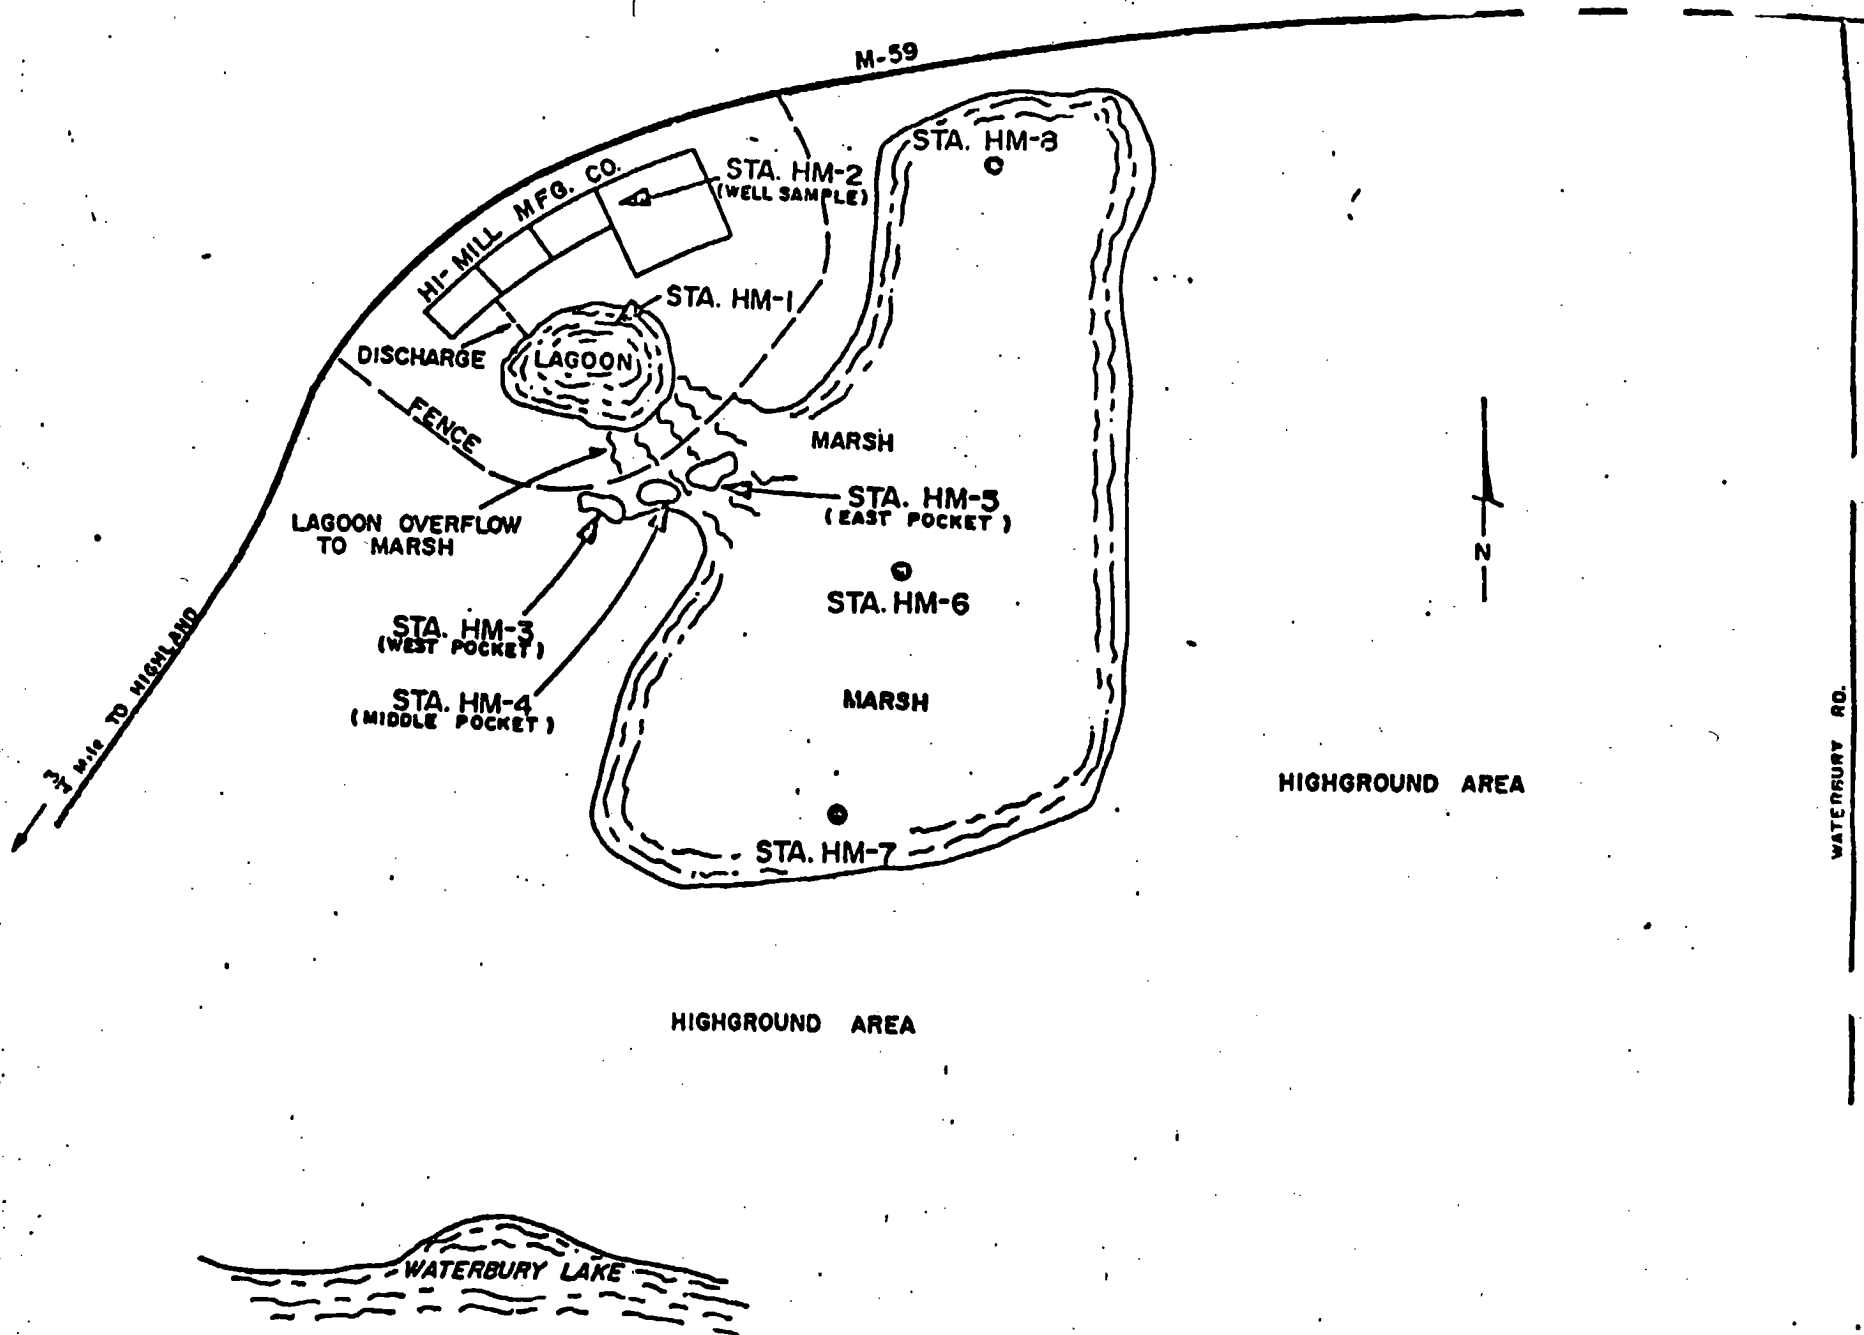 M-59
STA. HM-8
HI-MILL MFG. CO.
STA. HM-2
(WELL SAMPLE)
STA. HM-1
DISCHARGE
LAGOON
FENCE
MARSH
STA. HM-5
(EAST POCKET)
LAGOON OVERFLOW
TO MARSH
N
STA. HM-6
STA. HM-3
(WEST POCKET)
3/4 Mile TO HIGHLAND
STA. HM-4
(MIDDLE POCKET)
MARSH
WATERBURY RD.
HIGHGROUND AREA
STA. HM-7
HIGHGROUND AREA
WATERBURY LAKE